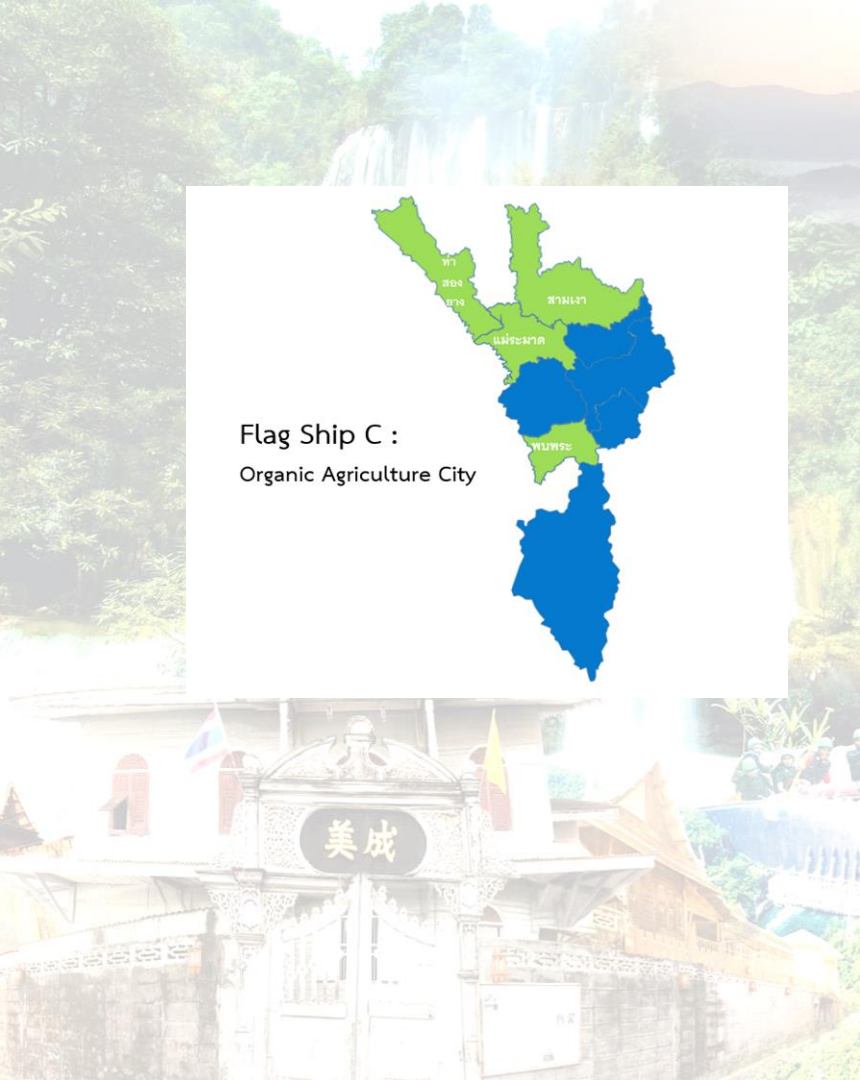 ท่า
สอง
ยาง
สามเงา
แม่ระมาด
Flag Ship C :
พบพระ
Organic Agriculture City
美成